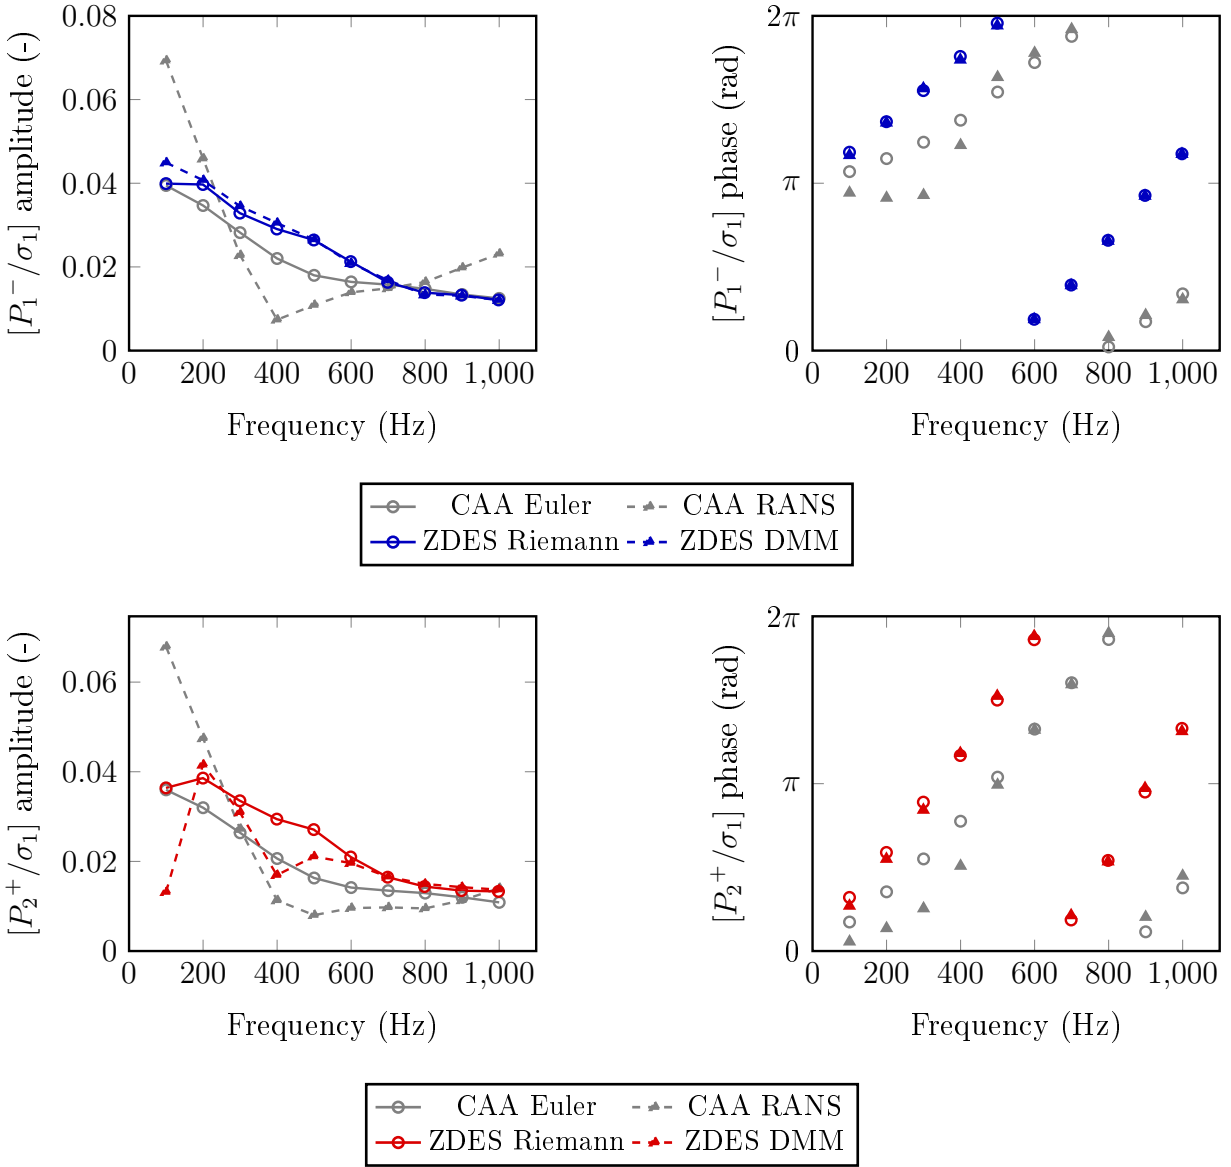 0.08
0.06
0.04
0.02
0
[P₁⁻/σ₁] amplitude (-)
0 200 400 600 800 1,000
Frequency (Hz)
2π
π
0
[P₁⁻/σ₁] phase (rad)
0 200 400 600 800 1,000
Frequency (Hz)
CAA Euler CAA RANS
ZDES Riemann ZDES DMM
0.06
0.04
0.02
0
[P₂⁺/σ₁] amplitude (-)
0 200 400 600 800 1,000
Frequency (Hz)
2π
π
0
[P₂⁺/σ₁] phase (rad)
0 200 400 600 800 1,000
Frequency (Hz)
CAA Euler CAA RANS
ZDES Riemann ZDES DMM